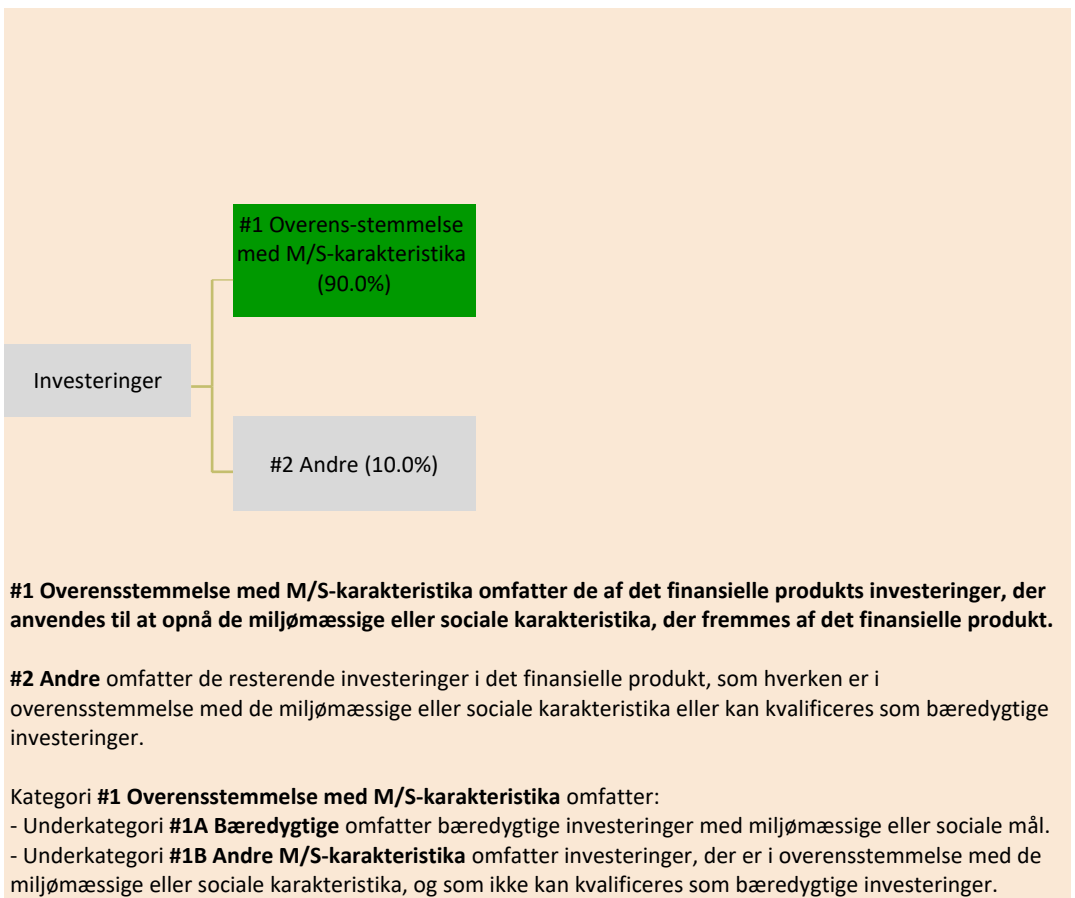 #1 Overens-stemmelse
med M/S-karakteristika
(90.0%)
Investeringer
#2 Andre (10.0%)
#1 Overensstemmelse med M/S-karakteristika omfatter de af det finansielle produkts investeringer, der
anvendes til at opnå de miljømæssige eller sociale karakteristika, der fremmes af det finansielle produkt.
#2 Andre omfatter de resterende investeringer i det finansielle produkt, som hverken er i
overensstemmelse med de miljømæssige eller sociale karakteristika eller kan kvalificeres som bæredygtige
investeringer.
Kategori #1 Overensstemmelse med M/S-karakteristika omfatter:
- Underkategori #1A Bæredygtige omfatter bæredygtige investeringer med miljømæssige eller sociale mål.
- Underkategori #1B Andre M/S-karakteristika omfatter investeringer, der er i overensstemmelse med de
miljømæssige eller sociale karakteristika, og som ikke kan kvalificeres som bæredygtige investeringer.